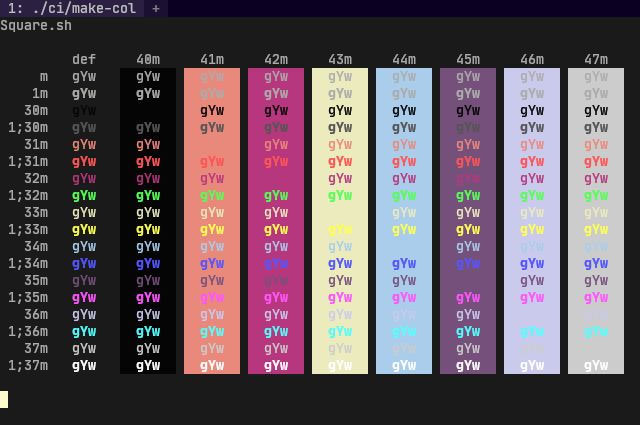 1: ./ci/make-col +
Square.sh
def 40m 41m 42m 43m 44m 45m 46m 47m
m gYw gYw gYw gYw gYw gYw gYw gYw gYw
1m gYw gYw gYw gYw gYw gYw gYw gYw gYw
30m gYw gYw gYw gYw gYw gYw gYw gYw
1;30m gYw gYw gYw gYw gYw gYw gYw gYw gYw
31m gYw gYw gYw gYw gYw gYw gYw gYw
1;31m gYw gYw gYw gYw gYw gYw gYw gYw gYw
32m gYw gYw gYw gYw gYw gYw gYw gYw
1;32m gYw gYw gYw gYw gYw gYw gYw gYw gYw
33m gYw gYw gYw gYw gYw gYw gYw gYw
1;33m gYw gYw gYw gYw gYw gYw gYw gYw gYw
34m gYw gYw gYw gYw gYw gYw gYw gYw
1;34m gYw gYw gYw gYw gYw gYw gYw gYw gYw
35m gYw gYw gYw gYw gYw gYw gYw gYw
1;35m gYw gYw gYw gYw gYw gYw gYw gYw gYw
36m gYw gYw gYw gYw gYw gYw gYw gYw
1;36m gYw gYw gYw gYw gYw gYw gYw gYw gYw
37m gYw gYw gYw gYw gYw gYw gYw gYw
1;37m gYw gYw gYw gYw gYw gYw gYw gYw gYw